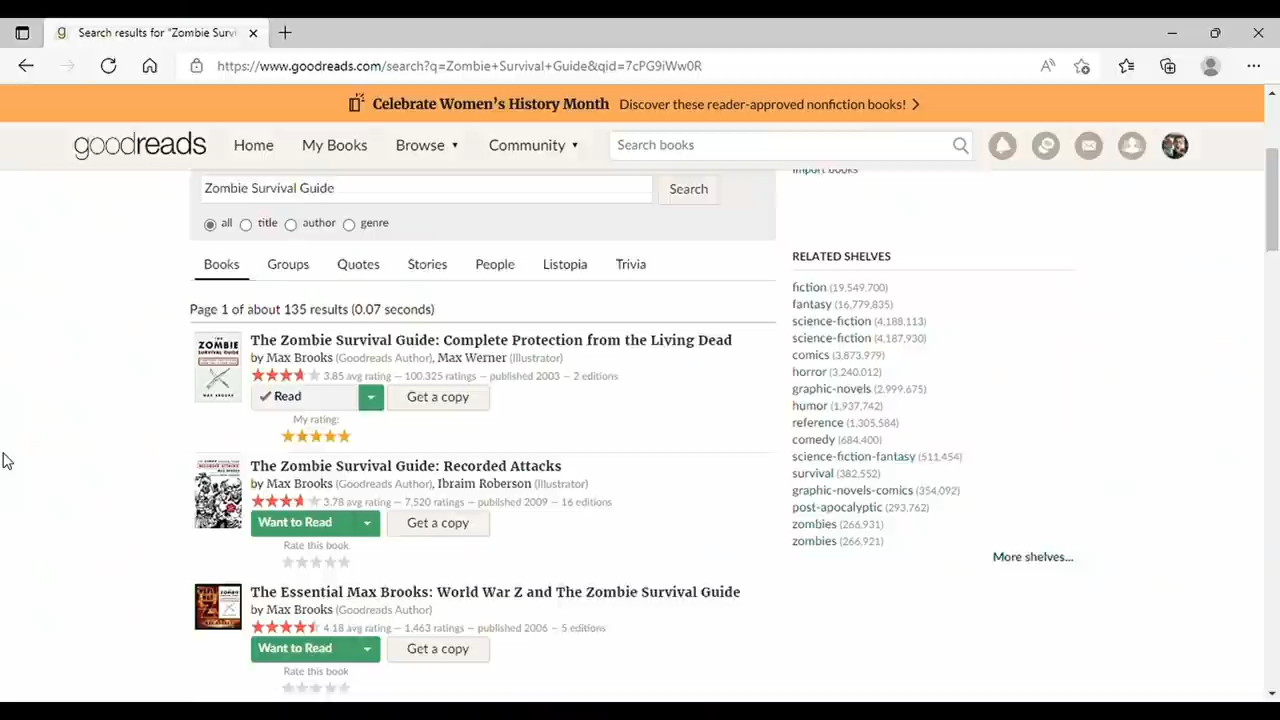 Search results for "Zombie Survi
https://www.goodreads.com/search?q=Zombie+Survival+Guide&qid=7cPG9iWw0R
Celebrate Women's History Month Discover these reader-approved nonfiction books!
goodreads Home My Books Browse Community Search books
import books
Zombie Survival Guide Search
all title author genre
Books Groups Quotes Stories People Listopia Trivia
Page 1 of about 135 results (0.07 seconds)
THE ZOMBIE SURVIVAL GUIDE
MAX BROOKS
The Zombie Survival Guide: Complete Protection from the Living Dead
by Max Brooks (Goodreads Author), Max Werner (Illustrator)
3.85 avg rating — 100,325 ratings — published 2003 — 2 editions
Read Get a copy
My rating:
The Zombie Survival Guide: Recorded Attacks
by Max Brooks (Goodreads Author), Ibraim Roberson (Illustrator)
3.78 avg rating — 7,520 ratings — published 2009 — 16 editions
Want to Read Get a copy
Rate this book
The Essential Max Brooks: World War Z and The Zombie Survival Guide
by Max Brooks (Goodreads Author)
4.18 avg rating — 1,463 ratings — published 2006 — 5 editions
Want to Read Get a copy
Rate this book
RELATED SHELVES
fiction (19,549,700)
fantasy (16,779,835)
science-fiction (4,188,113)
science-fiction (4,187,930)
comics (3,873,979)
horror (3,240,012)
graphic-novels (2,999,675)
humor (1,937,742)
reference (1,305,584)
comedy (684,400)
science-fiction-fantasy (511,454)
survival (382,552)
graphic-novels-comics (354,092)
post-apocalyptic (293,762)
zombies (266,931)
zombies (266,921)
More shelves...